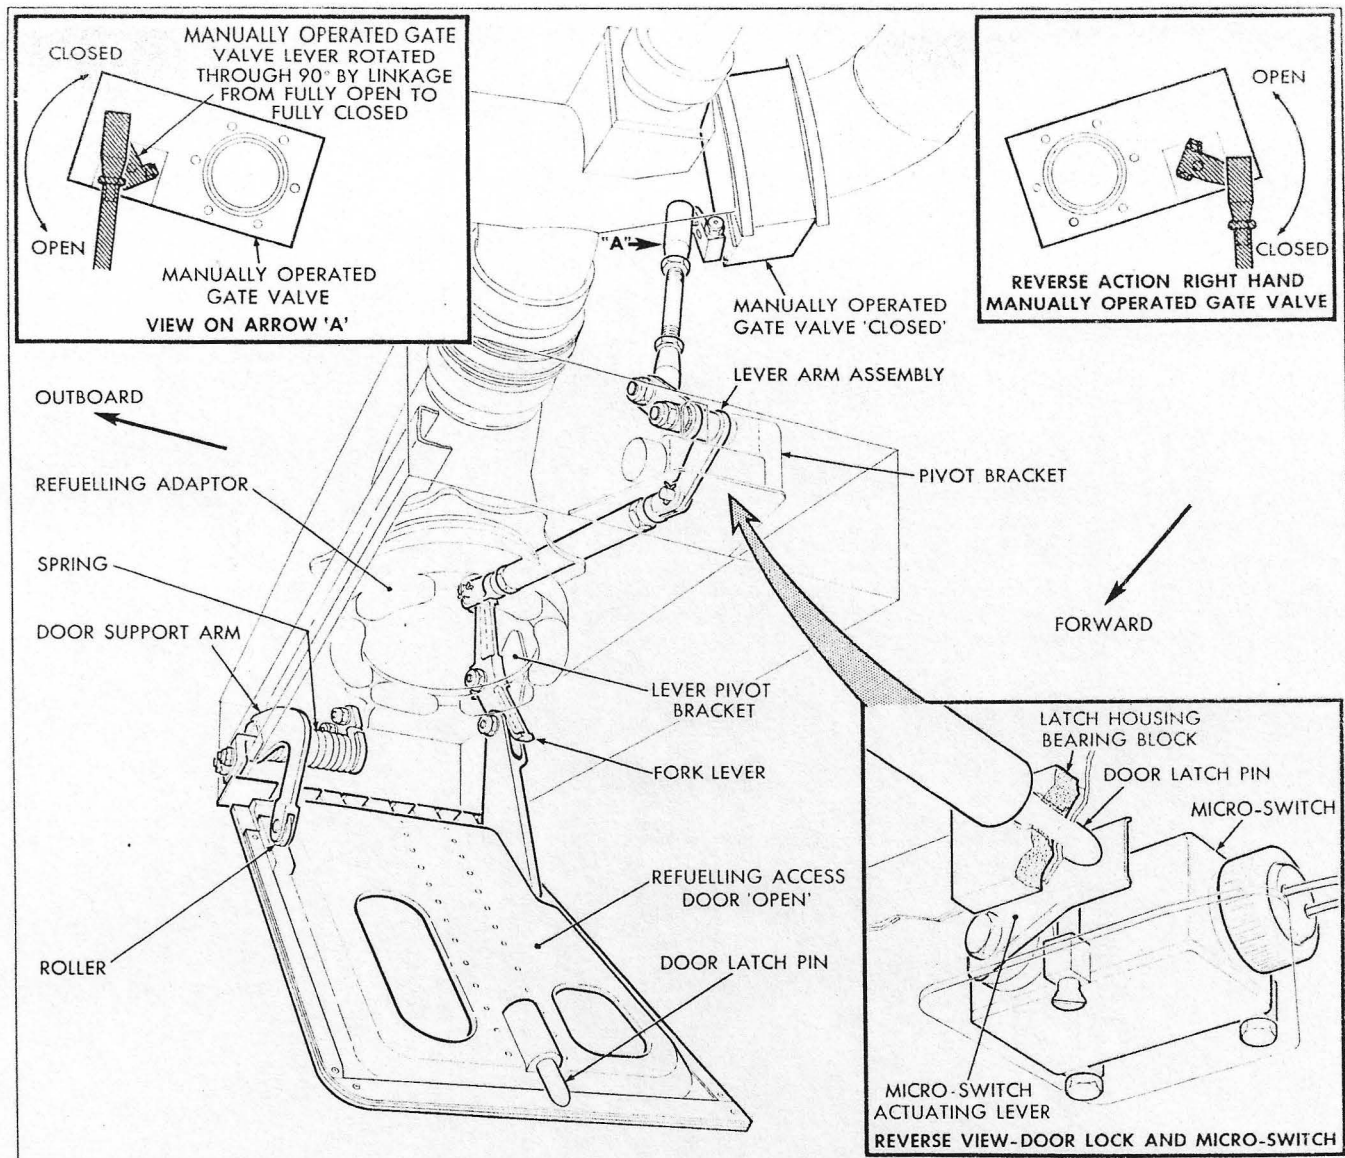 CLOSED
MANUALLY OPERATED GATE
VALVE LEVER ROTATED
THROUGH 90° BY LINKAGE
FROM FULLY OPEN TO
FULLY CLOSED
OPEN
MANUALLY OPERATED
GATE VALVE
VIEW ON ARROW 'A'
OPEN
CLOSED
REVERSE ACTION RIGHT HAND
MANUALLY OPERATED GATE VALVE
"A"
MANUALLY OPERATED
GATE VALVE 'CLOSED'
LEVER ARM ASSEMBLY
OUTBOARD
PIVOT BRACKET
REFUELLING ADAPTOR
SPRING
DOOR SUPPORT ARM
FORWARD
LEVER PIVOT
BRACKET
FORK LEVER
REFUELLING ACCESS
DOOR 'OPEN'
ROLLER
DOOR LATCH PIN
LATCH HOUSING
BEARING BLOCK
DOOR LATCH PIN
MICRO-SWITCH
MICRO-SWITCH
ACTUATING LEVER
REVERSE VIEW-DOOR LOCK AND MICRO-SWITCH